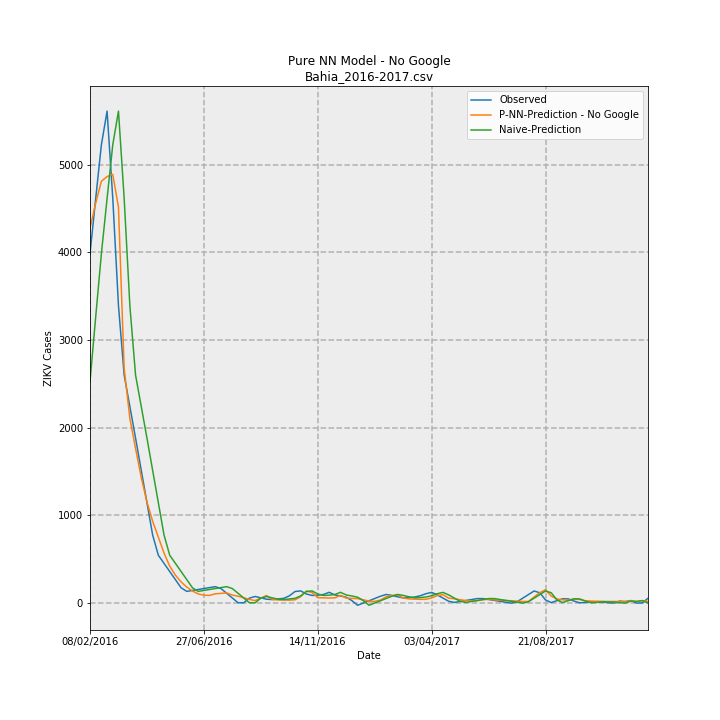 Pure NN Model - No Google
Bahia_2016-2017.csv
Observed
P-NN-Prediction - No Google
Naive-Prediction
5000
4000
3000
2000
1000
0
ZIKV Cases
08/02/2016 27/06/2016 14/11/2016 03/04/2017 21/08/2017
Date